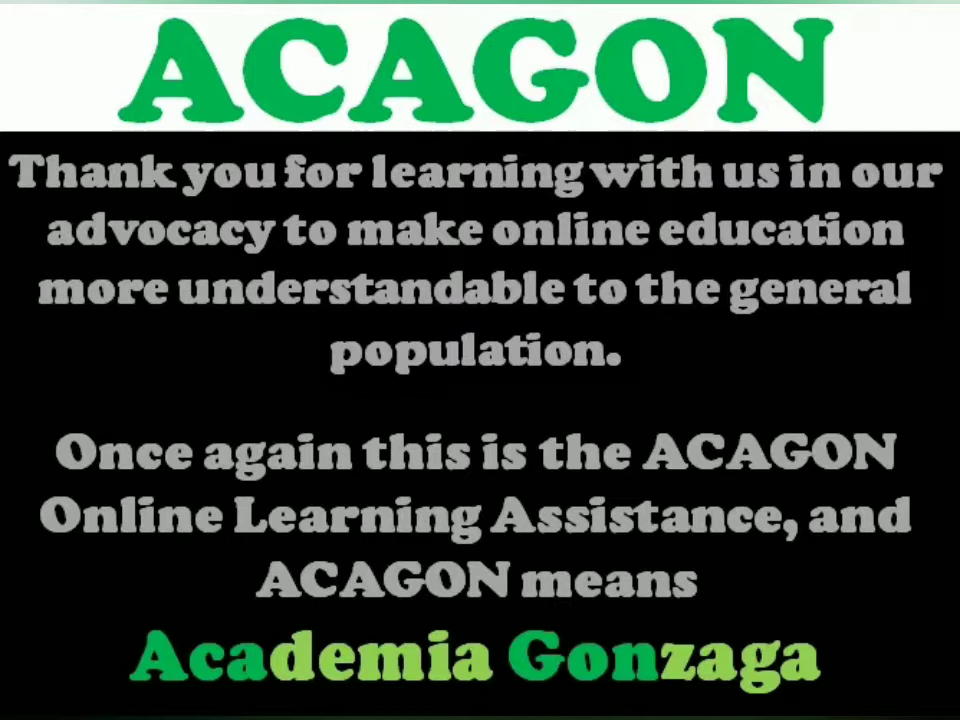 ACAGON
Thank you for learning with us in our
advocacy to make online education
more understandable to the general
population.
Once again this is the ACAGON
Online Learning Assistance, and
ACAGON means
Academia Gonzaga